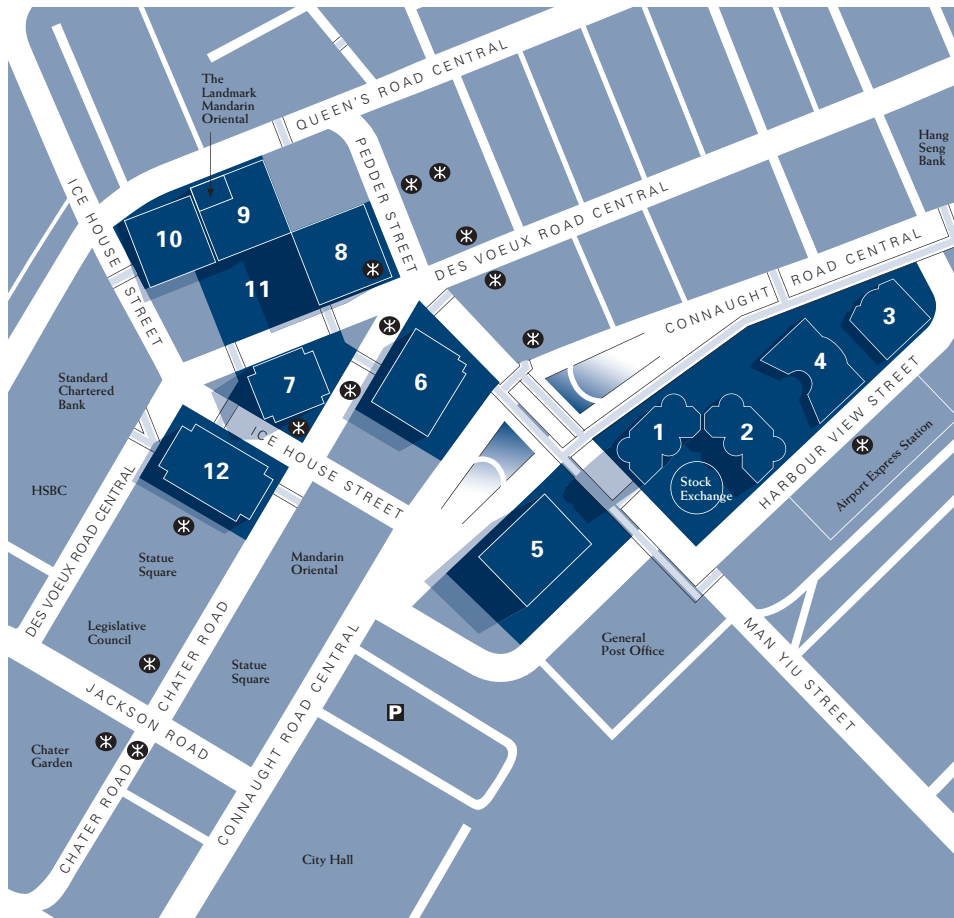 The
Landmark
Mandarin
Oriental
QUEEN'S ROAD CENTRAL
Hang
Seng
Bank
PEDDER STREET
ICE HOUSE STREET
DES VOEUX ROAD CENTRAL
CONNAUGHT ROAD CENTRAL
9
10
8
11
3
4
7
6
Standard
Chartered
Bank
1
2
HARBOUR VIEW STREET
Airport Express Station
ICE HOUSE STREET
12
HSBC
Stock
Exchange
DES VOEUX ROAD CENTRAL
5
Statue
Square
Mandarin
Oriental
Legislative
Council
CHATER ROAD
General
Post Office
MAN YIU STREET
Statue
Square
JACKSON ROAD
CONNAUGHT ROAD CENTRAL
P
Chater
Garden
CHATER ROAD
City Hall